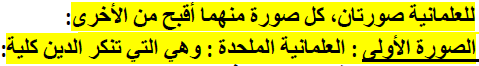 للعلمانية صورتان، كل صورة منهما أقبح من الأخرى:
الصورة الأولى : العلمانية الملحدة : وهي التي تنكر الدين كلية: